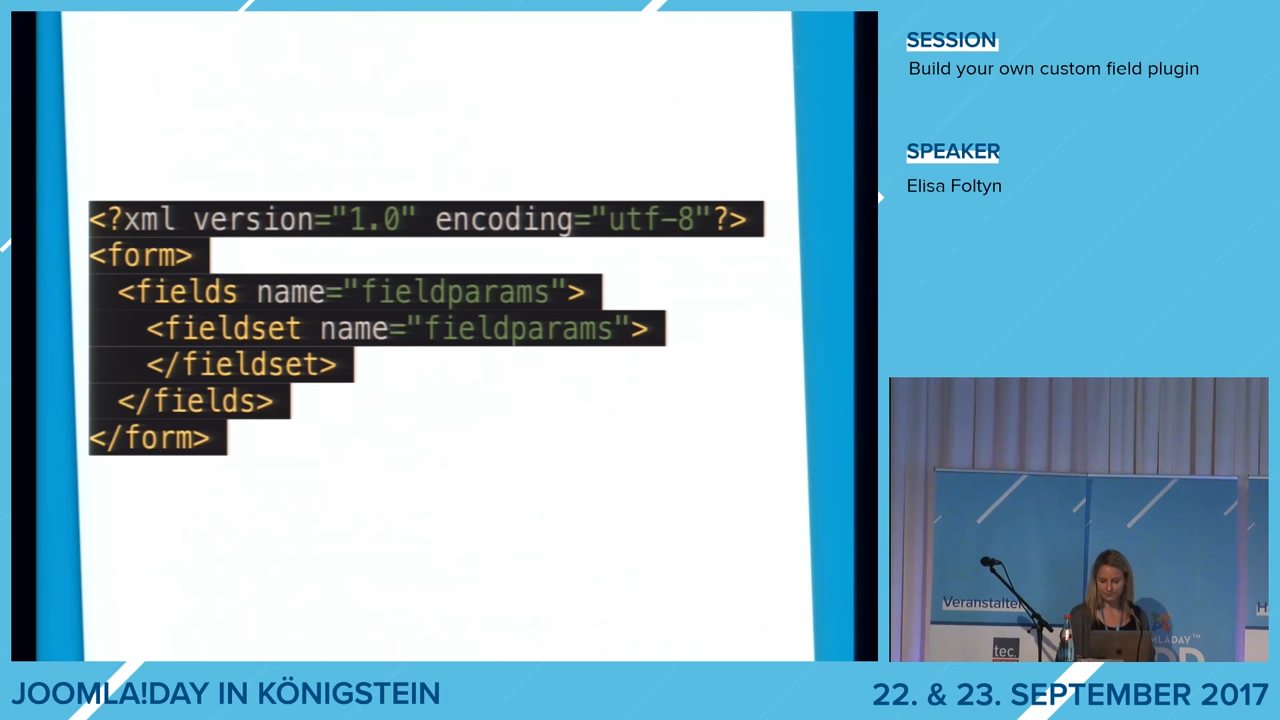 SESSION
Build your own custom field plugin
SPEAKER
Elisa Foltyn
<?xml version="1.0" encoding="utf-8"?>
<form>
<fields name="fieldparams">
<fieldset name="fieldparams">
</fieldset>
</fields>
</form>
Veranstalter
tec.
JOOMLA!DAY IN KÖNIGSTEIN
22. & 23. SEPTEMBER 2017